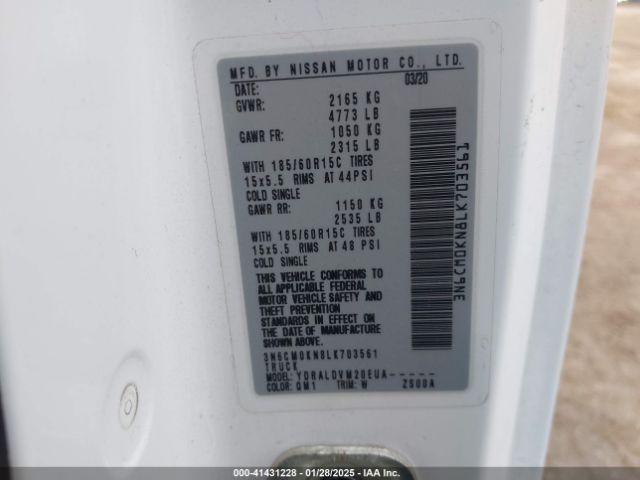 MFD. BY NISSAN MOTOR CO., LTD.
03/20
DATE:
GVWR: 2165 KG
4773 LB
GAWR FR: 1050 KG
2315 LB
WITH 185/60R15C TIRES
15x5.5 RIMS AT 44PSI
COLD SINGLE
GAWR RR: 1150 KG
2535 LB
WITH 185/60R15C TIRES
15x5.5 RIMS AT 48 PSI
COLD SINGLE
THIS VEHICLE CONFORMS TO
ALL APPLICABLE FEDERAL
MOTOR VEHICLE SAFETY AND
THEFT PREVENTION
STANDARDS IN EFFECT ON
THE DATE OF MANUFACTURE
SHOWN ABOVE.
3N6CM0KN8LK703561
TRUCK
MODEL: YDRALDVM20EUA-----
COLOR: QM1 TRIM: W ZS00A
3N6CM0KN8LK703561
000-41431228 | 01/28/2025 | IAA Inc.